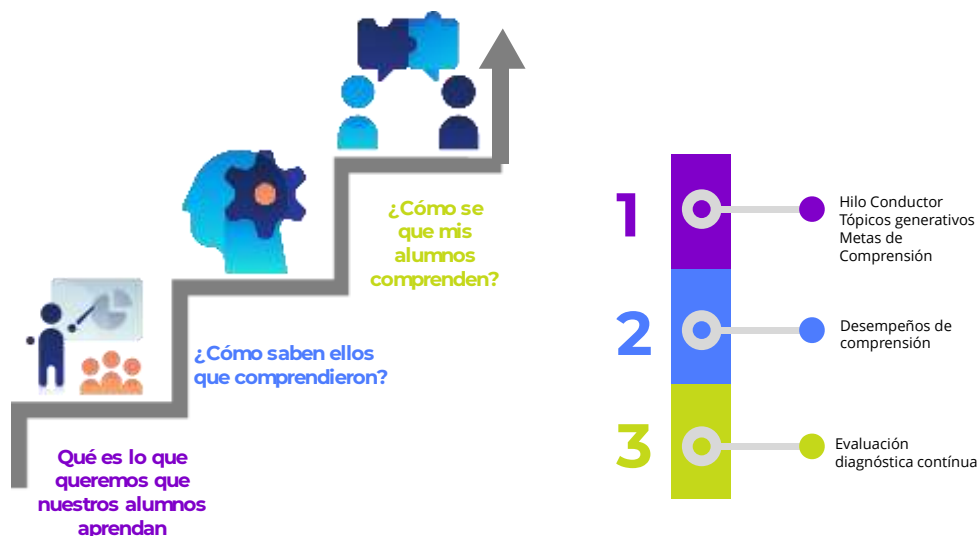 ¿Cómo se
que mis
alumnos
comprenden?
¿Cómo saben ellos
que comprendieron?
Qué es lo que
queremos que
nuestros alumnos
aprendan
1
Hilo Conductor
Tópicos generativos
Metas de
Comprensión
2
Desempeños de
comprensión
3
Evaluación
diagnóstica contínua